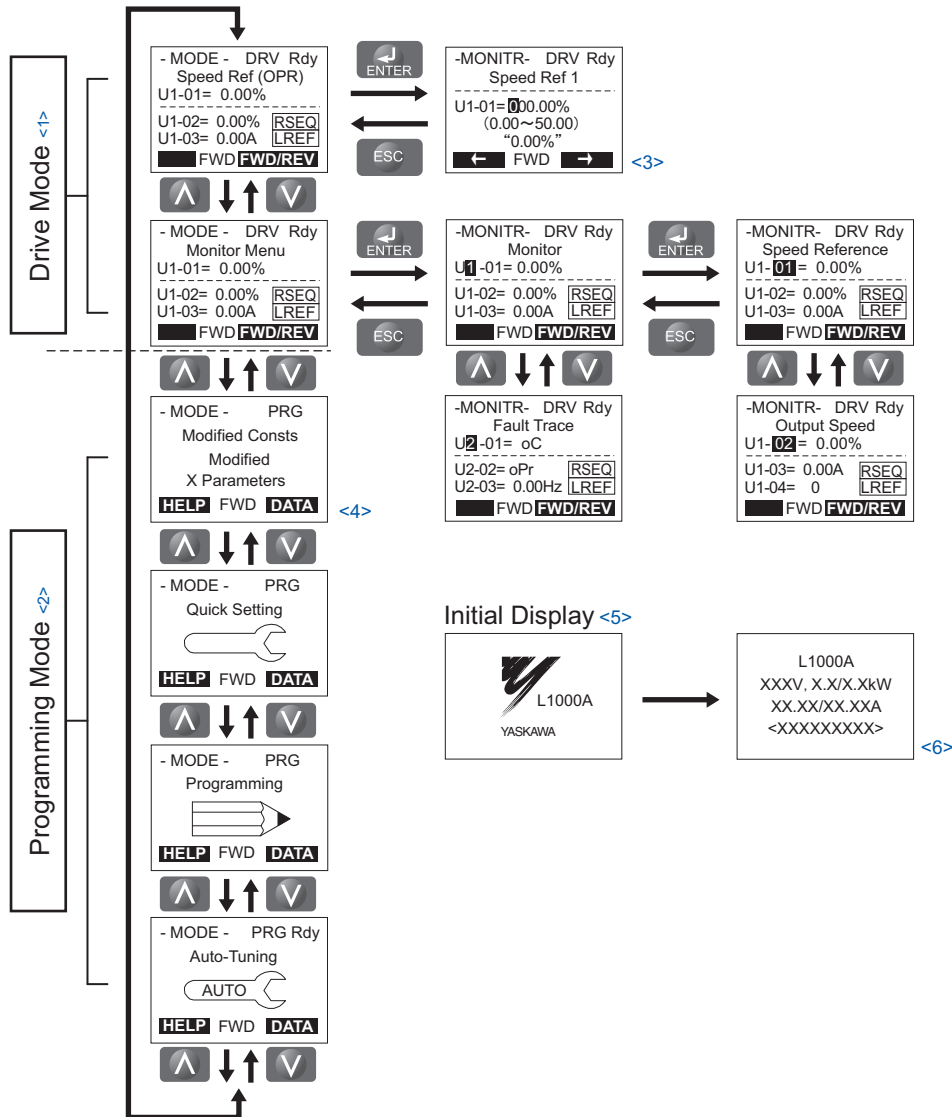 Drive Mode <1>
- MODE - DRV Rdy
Speed Ref (OPR)
U1-01= 0.00%
U1-02= 0.00% RSEQ
U1-03= 0.00A LREF
FWD FWD/REV
ENTER
ESC
-MONITR- DRV Rdy
Speed Ref 1
U1-01= 000.00%
(0.00～50.00)
“0.00%”
← FWD →
<3>
- MODE - DRV Rdy
Monitor Menu
U1-01= 0.00%
U1-02= 0.00% RSEQ
U1-03= 0.00A LREF
FWD FWD/REV
ENTER
ESC
-MONITR- DRV Rdy
Monitor
U1 -01= 0.00%
U1-02= 0.00% RSEQ
U1-03= 0.00A LREF
FWD FWD/REV
ENTER
ESC
-MONITR- DRV Rdy
Speed Reference
U1- 01 = 0.00%
U1-02= 0.00% RSEQ
U1-03= 0.00A LREF
FWD FWD/REV
-MONITR- DRV Rdy
Fault Trace
U2 -01= oC
U2-02= oPr RSEQ
U2-03= 0.00Hz LREF
FWD FWD/REV
-MONITR- DRV Rdy
Output Speed
U1- 02 = 0.00%
U1-03= 0.00A RSEQ
U1-04= 0 LREF
FWD FWD/REV
Programming Mode <2>
- MODE - PRG
Modified Consts
Modified
X Parameters
HELP FWD DATA
<4>
- MODE - PRG
Quick Setting
HELP FWD DATA
- MODE - PRG
Programming
HELP FWD DATA
- MODE - PRG Rdy
Auto-Tuning
AUTO
HELP FWD DATA
Initial Display <5>
L1000A
YASKAWA
L1000A
XXXV, X.X/X.XkW
XX.XX/XX.XXA
<XXXXXXXXX>
<6>